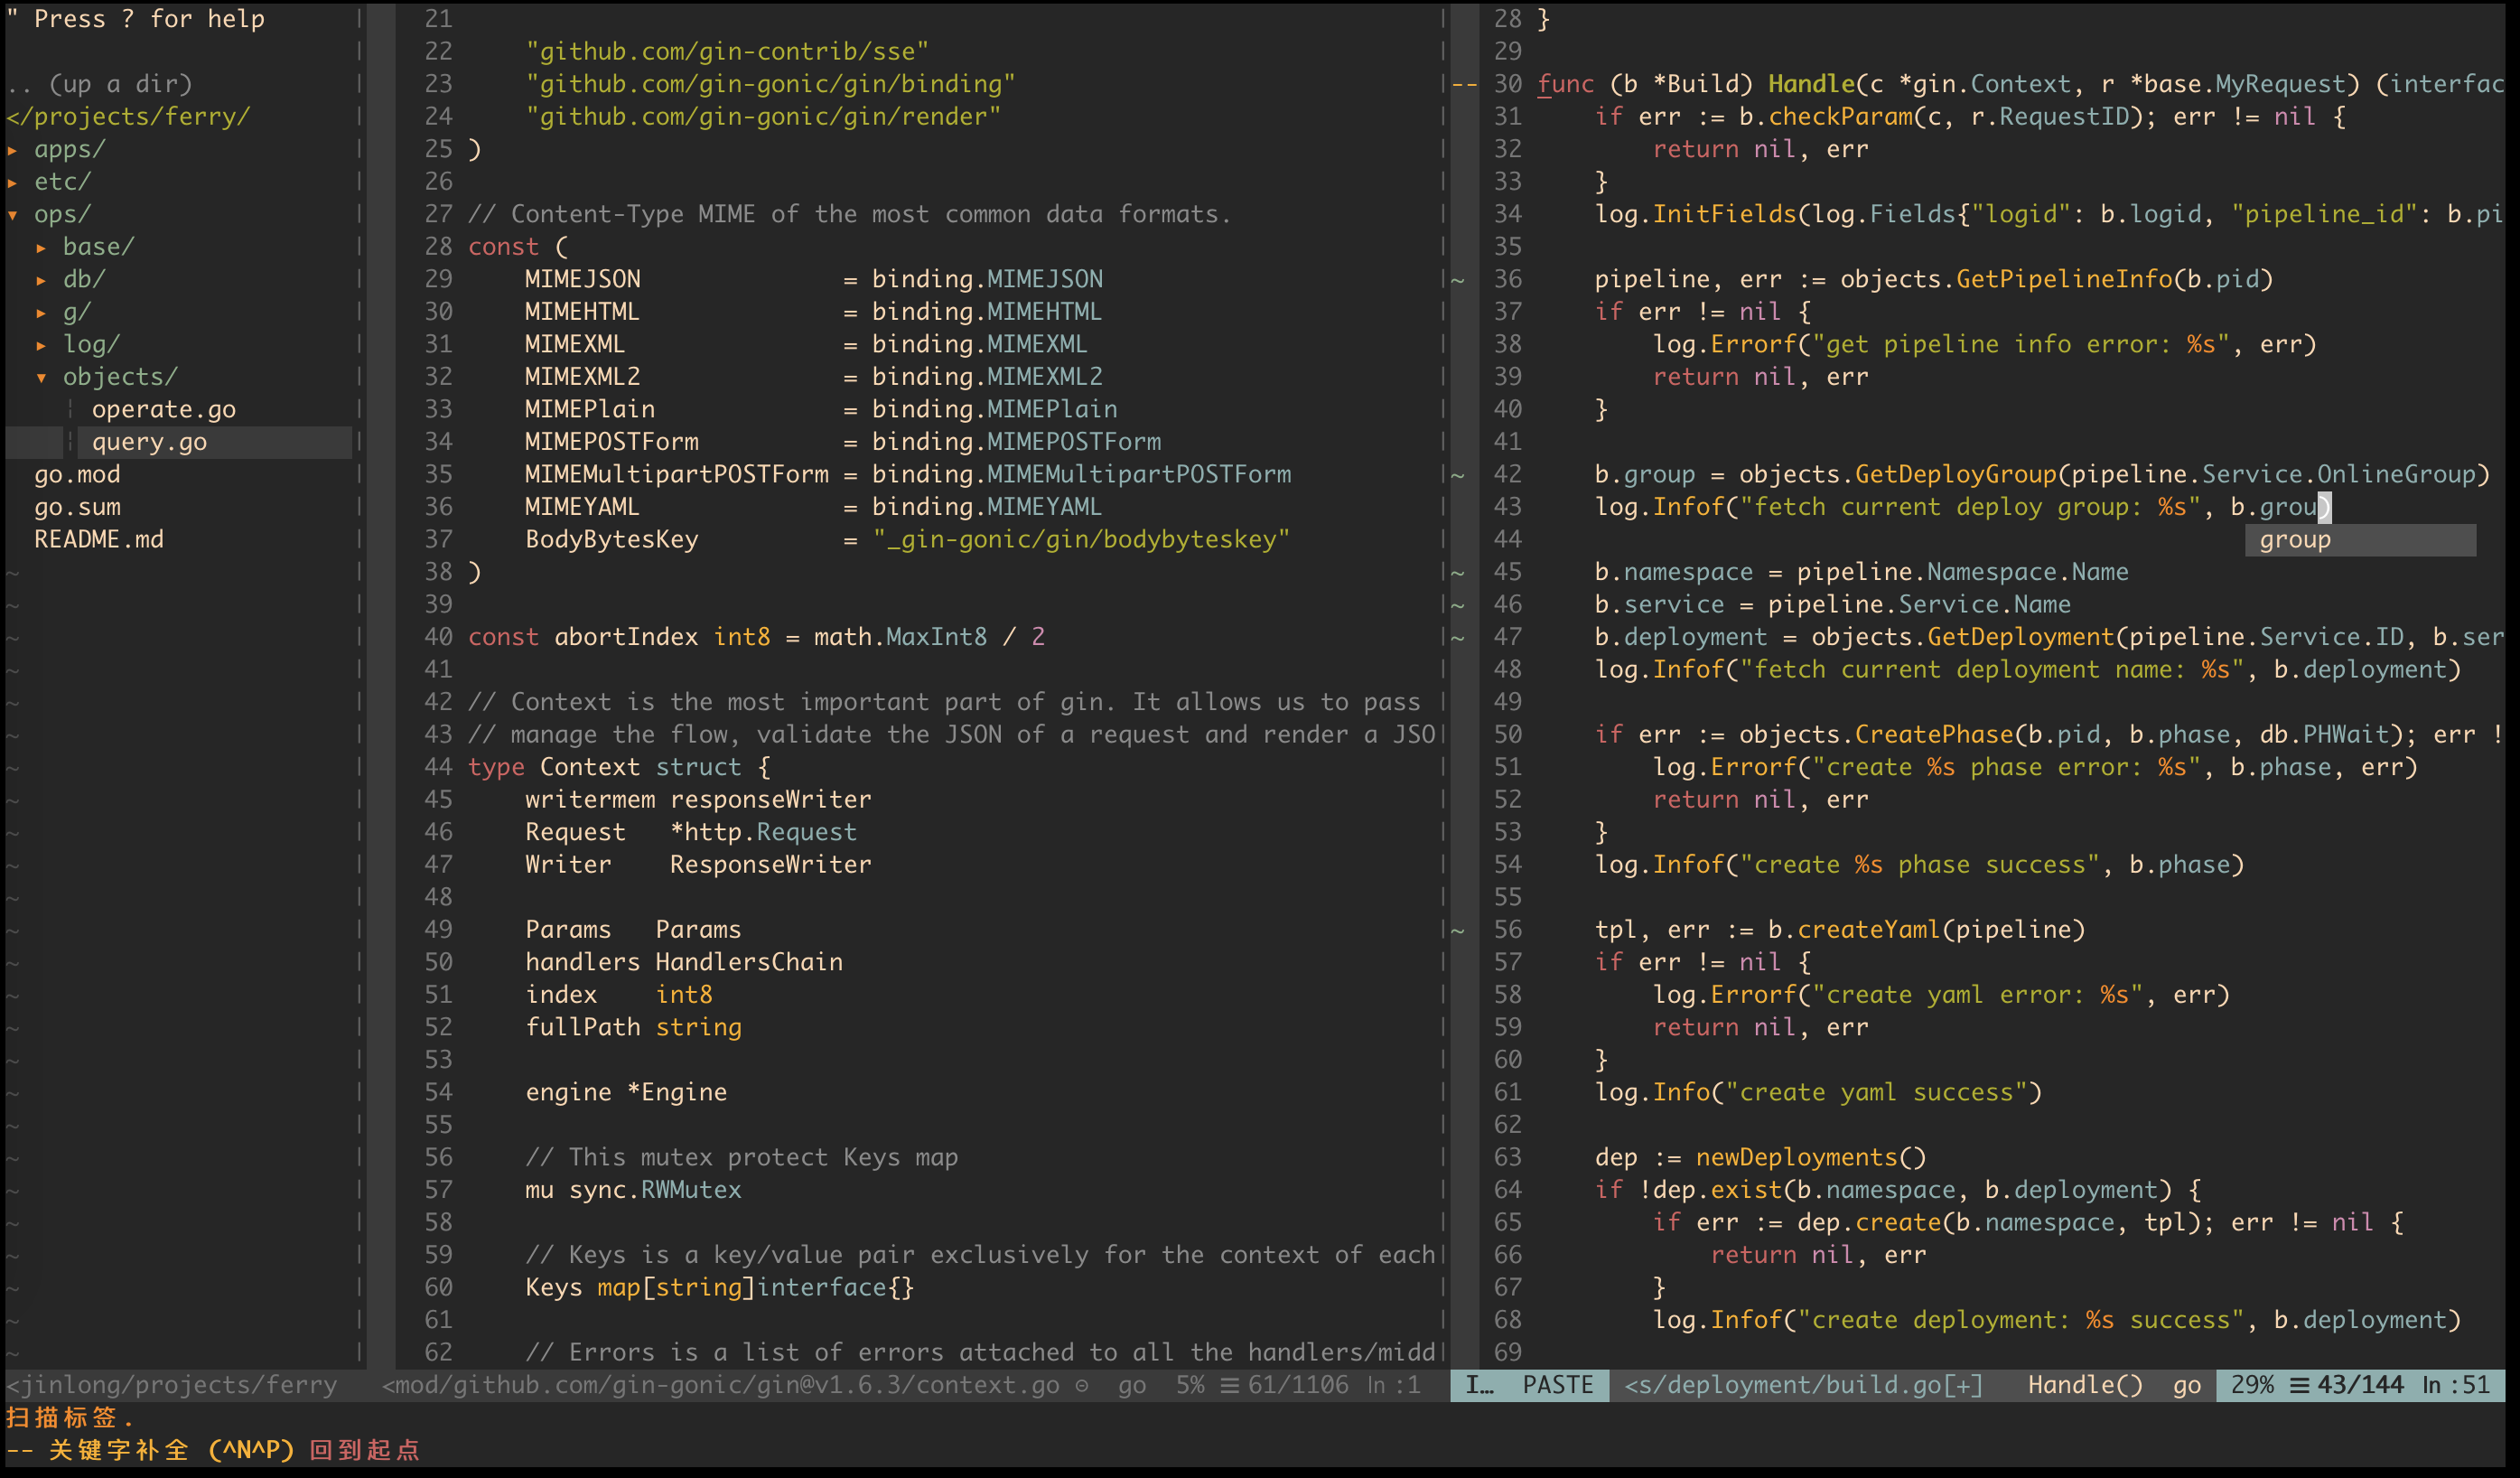 " Press ? for help
.. (up a dir)
</projects/ferry/
▸ apps/
▸ etc/
▾ ops/
▸ base/
▸ db/
▸ g/
▸ log/
▾ objects/
¦ operate.go
¦ query.go
go.mod
go.sum
README.md
21
22     "github.com/gin-contrib/sse"
23     "github.com/gin-gonic/gin/binding"
24     "github.com/gin-gonic/gin/render"
25 )
26
27 // Content-Type MIME of the most common data formats.
28 const (
29     MIMEJSON              = binding.MIMEJSON
30     MIMEHTML              = binding.MIMEHTML
31     MIMEXML               = binding.MIMEXML
32     MIMEXML2              = binding.MIMEXML2
33     MIMEPlain             = binding.MIMEPlain
34     MIMEPOSTForm          = binding.MIMEPOSTForm
35     MIMEMultipartPOSTForm = binding.MIMEMultipartPOSTForm
36     MIMEYAML              = binding.MIMEYAML
37     BodyBytesKey          = "_gin-gonic/gin/bodybyteskey"
38 )
39
40 const abortIndex int8 = math.MaxInt8 / 2
41
42 // Context is the most important part of gin. It allows us to pass
43 // manage the flow, validate the JSON of a request and render a JSO
44 type Context struct {
45     writermem responseWriter
46     Request   *http.Request
47     Writer    ResponseWriter
48
49     Params   Params
50     handlers HandlersChain
51     index    int8
52     fullPath string
53
54     engine *Engine
55
56     // This mutex protect Keys map
57     mu sync.RWMutex
58
59     // Keys is a key/value pair exclusively for the context of each
60     Keys map[string]interface{}
61
62     // Errors is a list of errors attached to all the handlers/midd
28 }
29
-- 30 func (b *Build) Handle(c *gin.Context, r *base.MyRequest) (interfac
31     if err := b.checkParam(c, r.RequestID); err != nil {
32         return nil, err
33     }
34     log.InitFields(log.Fields{"logid": b.logid, "pipeline_id": b.pi
35
~ 36     pipeline, err := objects.GetPipelineInfo(b.pid)
37     if err != nil {
38         log.Errorf("get pipeline info error: %s", err)
39         return nil, err
40     }
41
~ 42     b.group = objects.GetDeployGroup(pipeline.Service.OnlineGroup)
43     log.Infof("fetch current deploy group: %s", b.grou)
44     group
~ 45     b.namespace = pipeline.Namespace.Name
~ 46     b.service = pipeline.Service.Name
~ 47     b.deployment = objects.GetDeployment(pipeline.Service.ID, b.ser
48     log.Infof("fetch current deployment name: %s", b.deployment)
49
50     if err := objects.CreatePhase(b.pid, b.phase, db.PHWait); err !
51         log.Errorf("create %s phase error: %s", b.phase, err)
52         return nil, err
53     }
54     log.Infof("create %s phase success", b.phase)
55
~ 56     tpl, err := b.createYaml(pipeline)
57     if err != nil {
58         log.Errorf("create yaml error: %s", err)
59         return nil, err
60     }
61     log.Info("create yaml success")
62
63     dep := newDeployments()
64     if !dep.exist(b.namespace, b.deployment) {
65         if err := dep.create(b.namespace, tpl); err != nil {
66             return nil, err
67         }
68         log.Infof("create deployment: %s success", b.deployment)
69
<jinlong/projects/ferry   <mod/github.com/gin-gonic/gin@v1.6.3/context.go ⊝  go  5% ☰ 61/1106 ln :1   I…  PASTE  <s/deployment/build.go[+]   Handle()  go  29% ☰ 43/144 ln :51
扫描标签.
-- 关键字补全 (^N^P) 回到起点